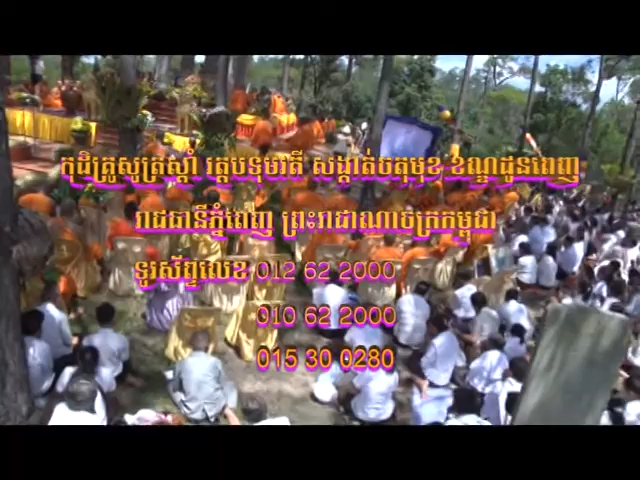 កុដិគ្រូសូត្រស្តាំ វត្តបទុមវតី សង្កាត់ចតុមុខ ខណ្ឌដូនពេញ
រាជធានីភ្នំពេញ ព្រះរាជាណាចក្រកម្ពុជា
ទូរស័ព្ទលេខ 012 62 2000
010 62 2000
015 30 0280